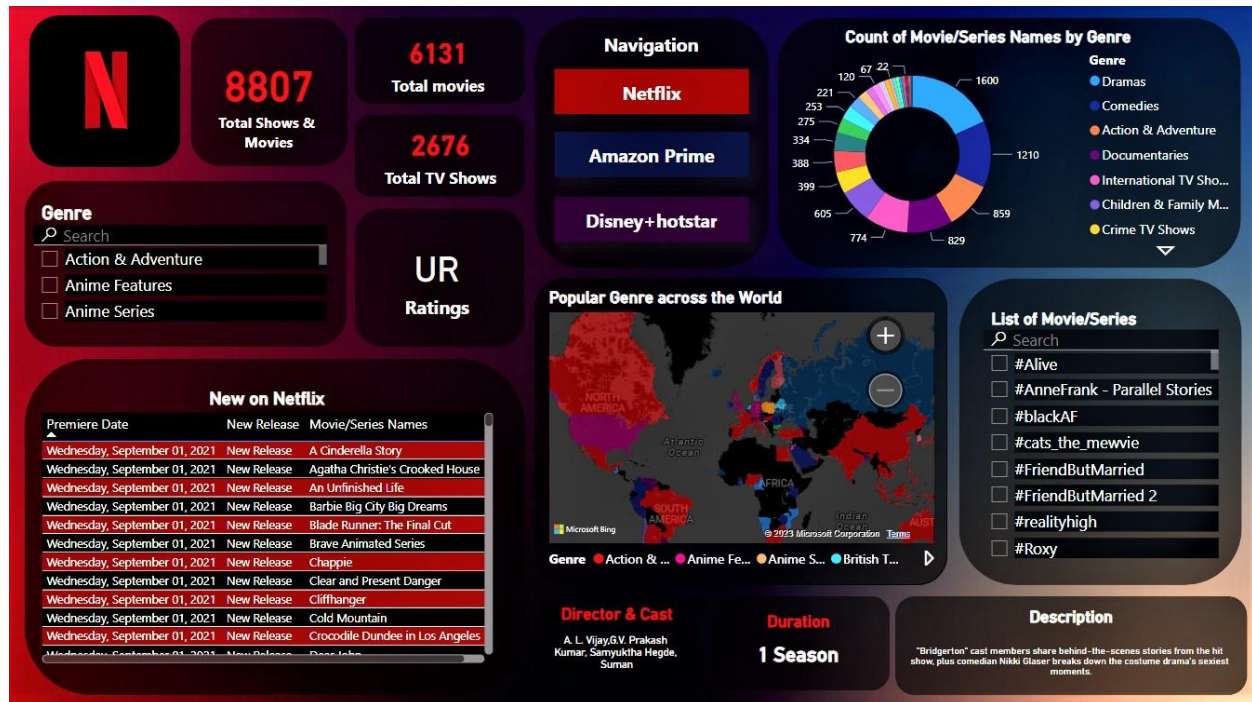 N
8807
Total Shows &
Movies
6131
Total movies
2676
Total TV Shows
Genre
Search
Action & Adventure
Anime Features
Anime Series
UR
Ratings
Navigation
Netflix
Amazon Prime
Disney+hotstar
Count of Movie/Series Names by Genre
1600
1210
859
829
774
605
399
388
334
275
253
221
120
67
22
Genre
Dramas
Comedies
Action & Adventure
Documentaries
International TV Sho...
Children & Family M...
Crime TV Shows
New on Netflix
Premiere Date New Release Movie/Series Names
Wednesday, September 01, 2021 New Release A Cinderella Story
Wednesday, September 01, 2021 New Release Agatha Christie's Crooked House
Wednesday, September 01, 2021 New Release An Unfinished Life
Wednesday, September 01, 2021 New Release Barbie Big City Big Dreams
Wednesday, September 01, 2021 New Release Blade Runner: The Final Cut
Wednesday, September 01, 2021 New Release Brave Animated Series
Wednesday, September 01, 2021 New Release Chappie
Wednesday, September 01, 2021 New Release Clear and Present Danger
Wednesday, September 01, 2021 New Release Cliffhanger
Wednesday, September 01, 2021 New Release Cold Mountain
Wednesday, September 01, 2021 New Release Crocodile Dundee in Los Angeles
Wednesday, September 01, 2021 New Release Dear John
Popular Genre across the World
NORTH
AMERICA
Atlantic
Ocean
AFRICA
SOUTH
AMERICA
Indian
Ocean
AUST
Microsoft Bing
© 2023 Microsoft Corporation Terms
Genre Action & ... Anime Fe... Anime S... British T...
List of Movie/Series
Search
#Alive
#AnneFrank - Parallel Stories
#blackAF
#cats_the_mewvie
#FriendButMarried
#FriendButMarried 2
#realityhigh
#Roxy
Director & Cast
A. L. Vijay,G.V. Prakash
Kumar, Samyuktha Hegde,
Suman
Duration
1 Season
Description
"Bridgerton" cast members share behind-the-scenes stories from the hit
show, plus comedian Nikki Glaser breaks down the costume drama's sexiest
moments.